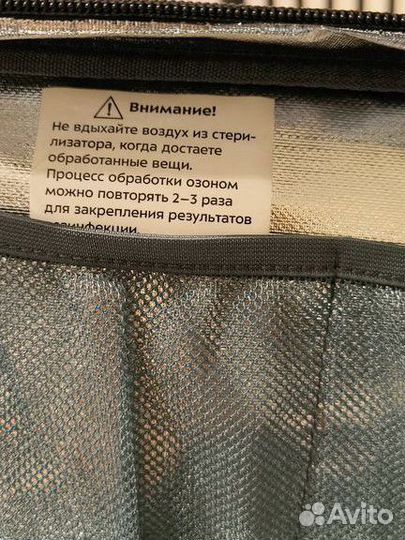 Внимание!
Не вдыхайте воздух из стери-
лизатора, когда достаете
обработанные вещи.
Процесс обработки озоном
можно повторять 2–3 раза
для закрепления результатов
дезинфекции.
Avito